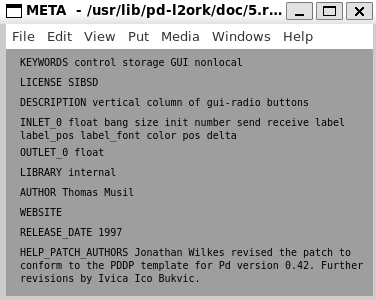 META - /usr/lib/pd-l2ork/doc/5.r...
File Edit View Put Media Windows Help
KEYWORDS control storage GUI nonlocal
LICENSE SIBSD
DESCRIPTION vertical column of gui-radio buttons
INLET_0 float bang size init number send receive label
label_pos label_font color pos delta
OUTLET_0 float
LIBRARY internal
AUTHOR Thomas Musil
WEBSITE
RELEASE_DATE 1997
HELP_PATCH_AUTHORS Jonathan Wilkes revised the patch to
conform to the PDDP template for Pd version 0.42. Further
revisions by Ivica Ico Bukvic.